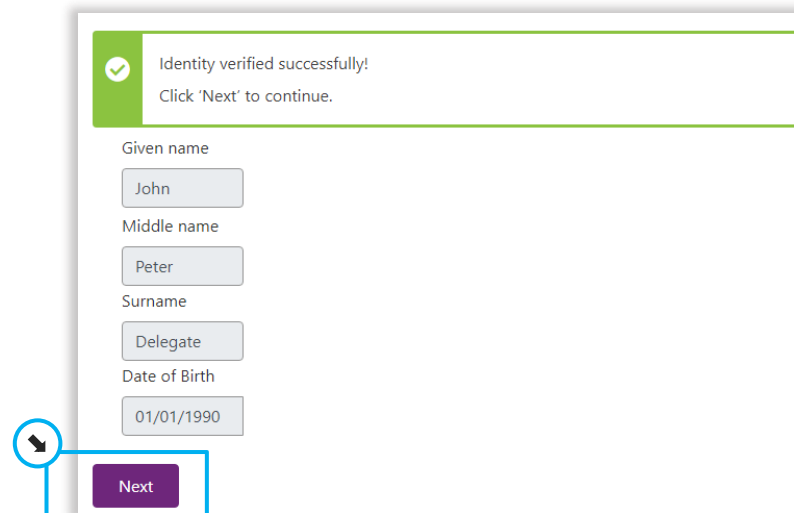 Identity verified successfully!
Click ‘Next’ to continue.
Given name
John
Middle name
Peter
Surname
Delegate
Date of Birth
01/01/1990
Next